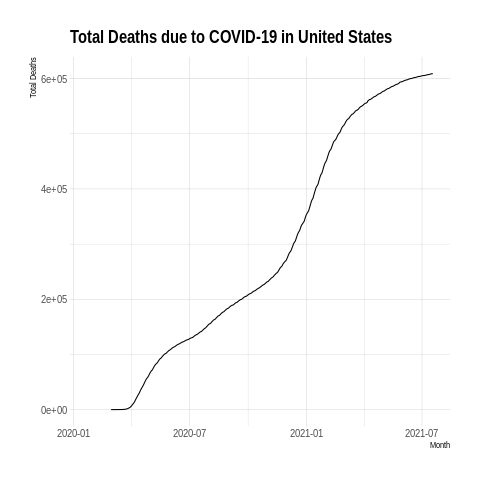 Total Deaths due to COVID-19 in United States
Total Deaths
6e+05
4e+05
2e+05
0e+00
2020-01 2020-07 2021-01 2021-07
Month